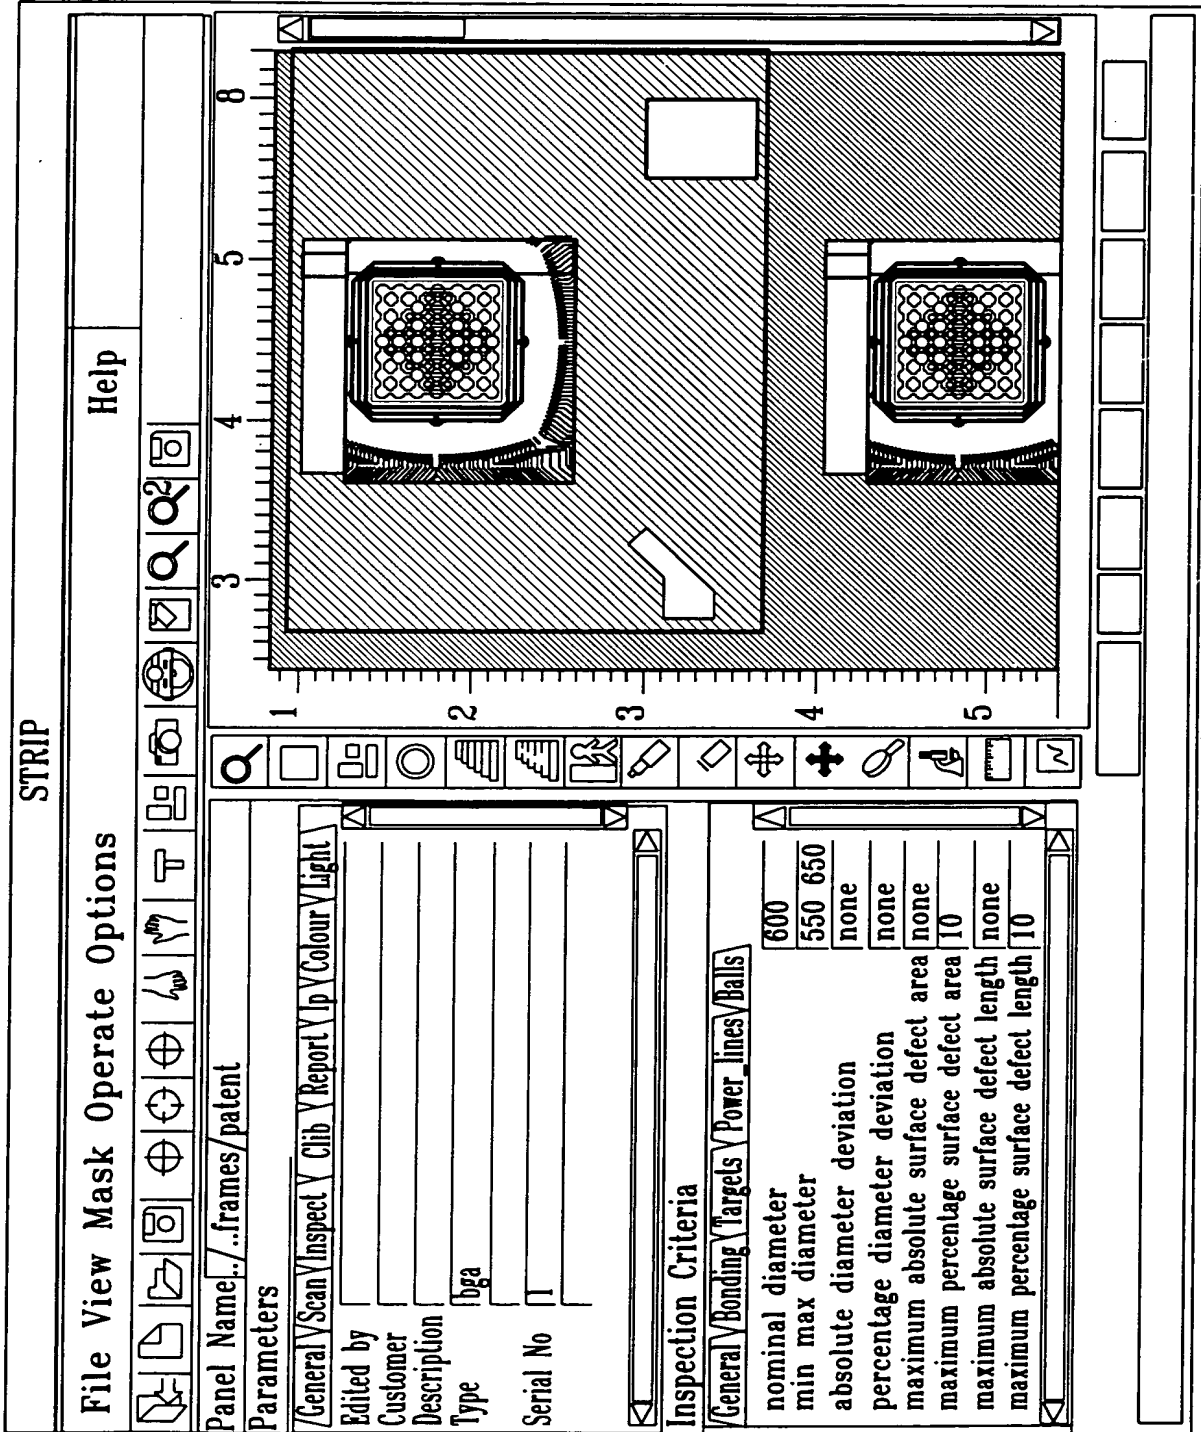 STRIP
File View Mask Operate Options Help
2
Panel Name ../..frames/patent
Parameters
General Scan Inspect Clib Report Ip Colour Light
Edited by
Customer
Description
Type bga
Serial No 1
Inspection Criteria
General Bonding Targets Power_lines Balls
nominal diameter 600
min max diameter 550 650
absolute diameter deviation none
percentage diameter deviation none
maximum absolute surface defect area none
maximum percentage surface defect area 10
maximum absolute surface defect length none
maximum percentage surface defect length 10
3 4 5 8
1
2
3
4
5